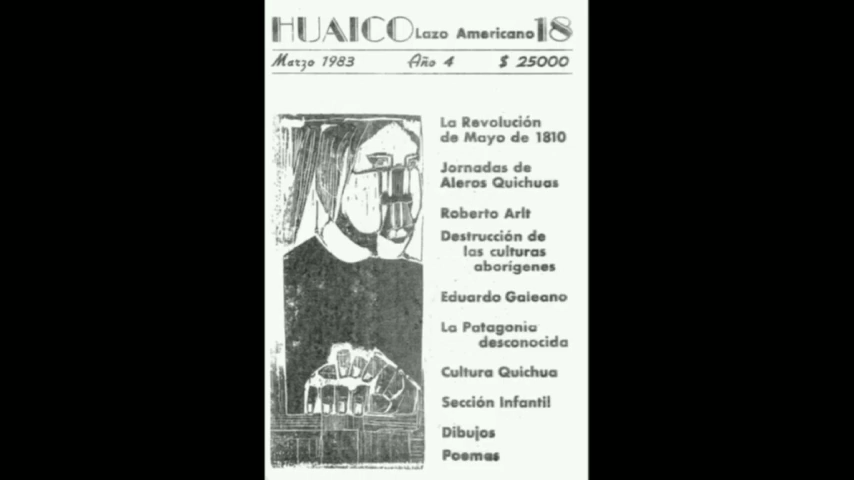 HUAICO Lazo Americano 18
Marzo 1983 Año 4 $ 25000
La Revolución
de Mayo de 1810
Jornadas de
Aleros Quichuas
Roberto Arlt
Destrucción de
las culturas
aborígenes
Eduardo Galeano
La Patagonia
desconocida
Cultura Quichua
Sección Infantil
Dibujos
Poemas